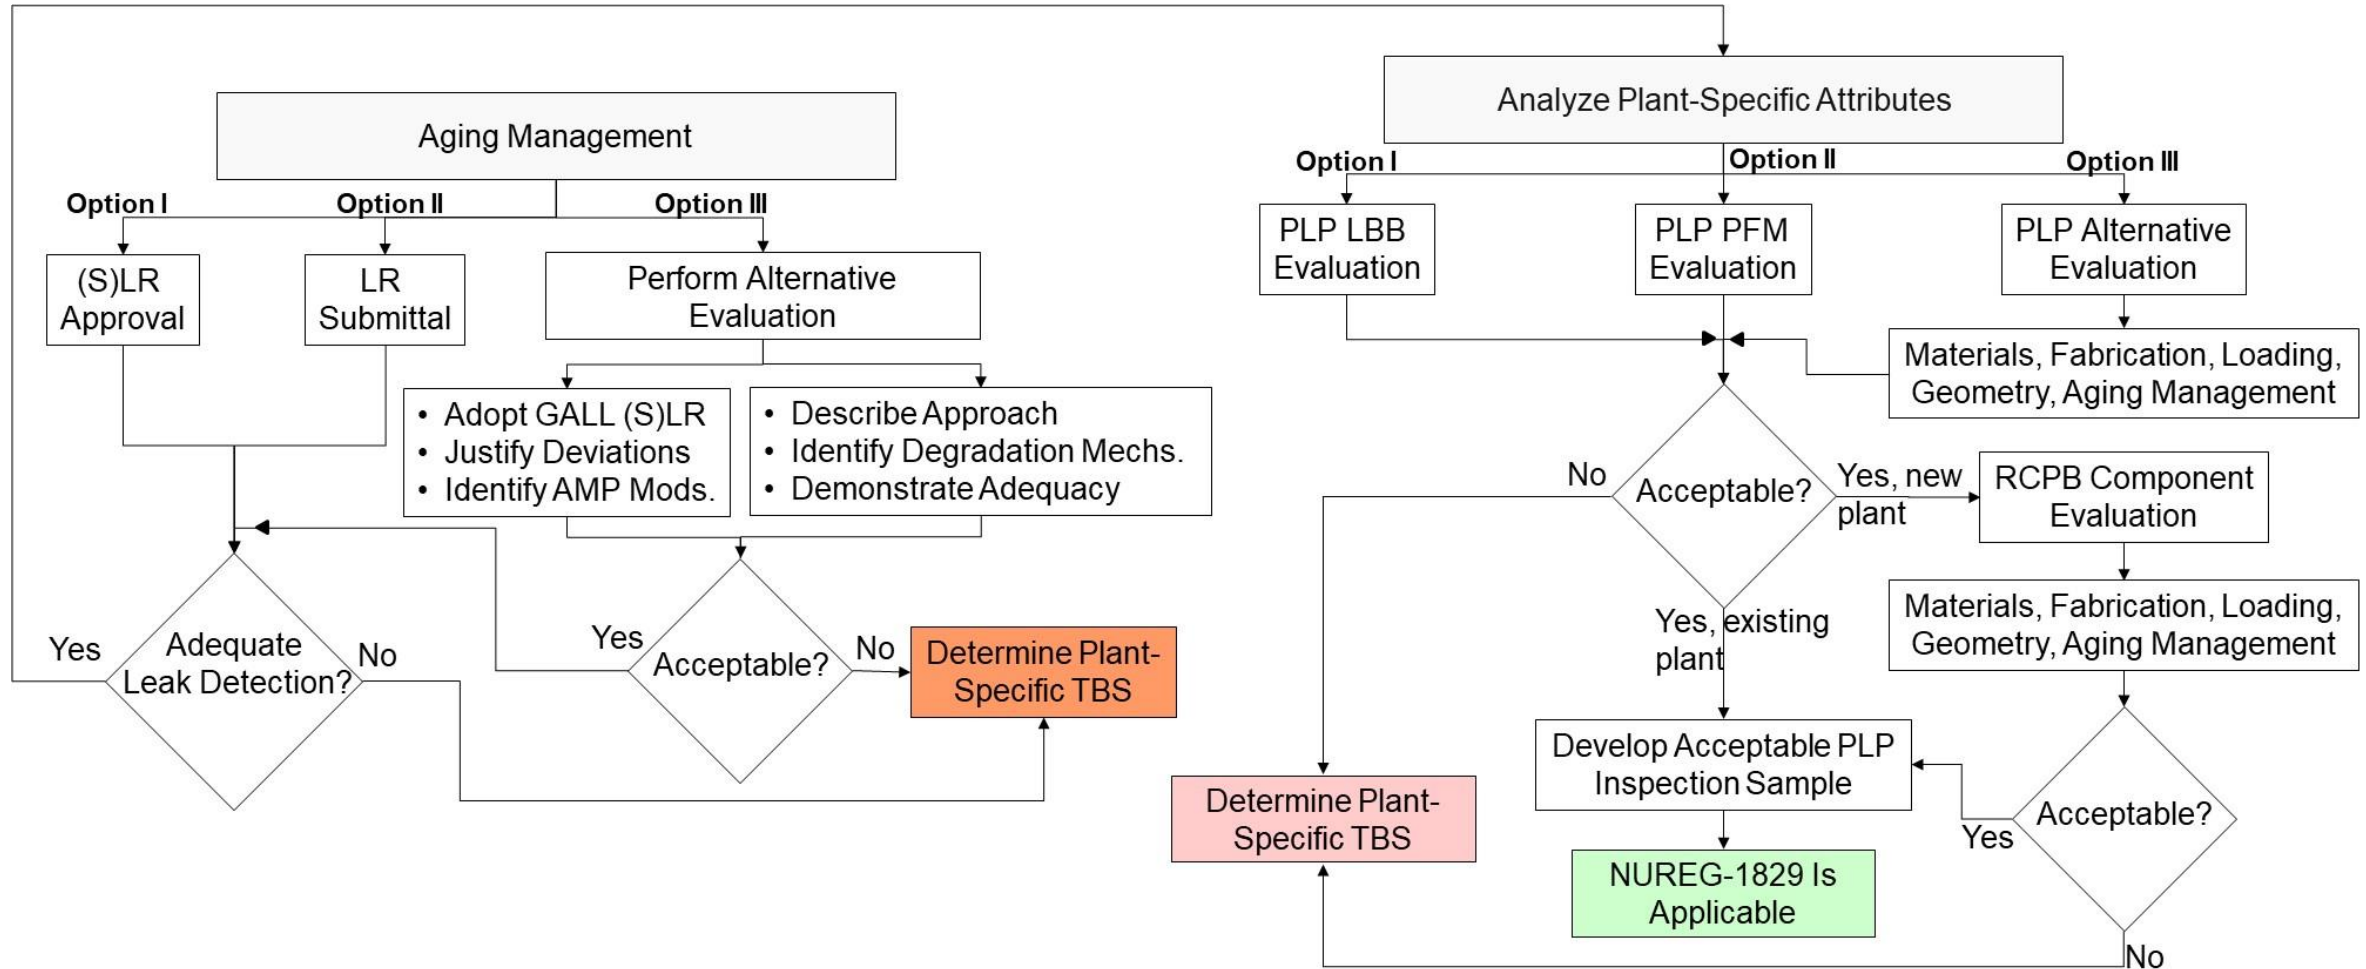 Aging Management
Option I
Option II
Option III
(S)LR
Approval
LR
Submittal
Perform Alternative
Evaluation
• Adopt GALL (S)LR
• Justify Deviations
• Identify AMP Mods.
• Describe Approach
• Identify Degradation Mechs.
• Demonstrate Adequacy
Yes
Adequate
Leak Detection?
No
Yes
Acceptable?
No
Determine Plant-
Specific TBS
Analyze Plant-Specific Attributes
Option I
Option II
Option III
PLP LBB
Evaluation
PLP PFM
Evaluation
PLP Alternative
Evaluation
Materials, Fabrication, Loading,
Geometry, Aging Management
No
Acceptable?
Yes, new
plant
RCPB Component
Evaluation
Materials, Fabrication, Loading,
Geometry, Aging Management
Yes, existing
plant
Develop Acceptable PLP
Inspection Sample
Acceptable?
Yes
No
Determine Plant-
Specific TBS
NUREG-1829 Is
Applicable